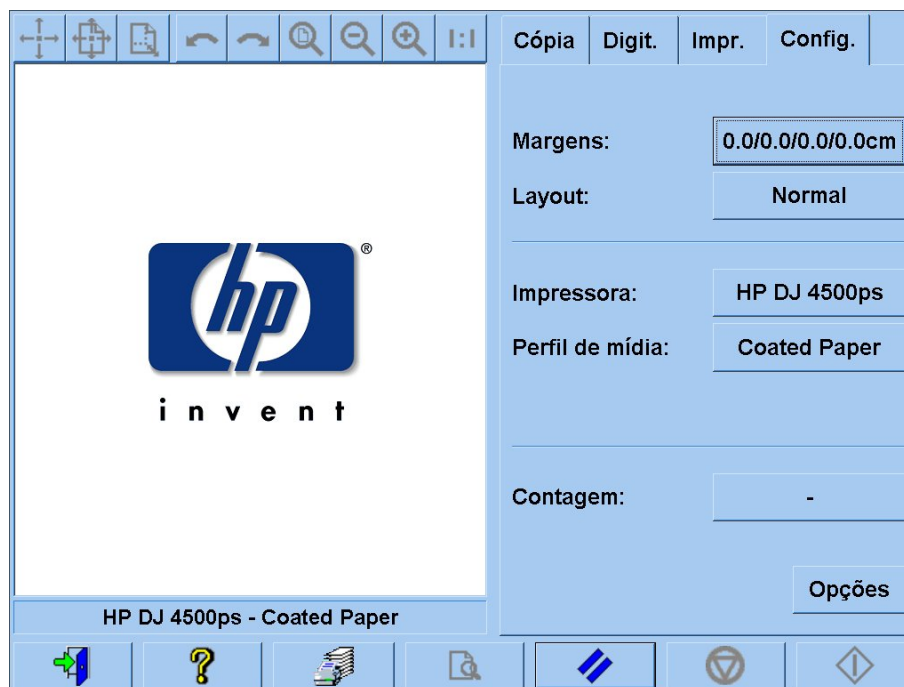 1:1
Cópia
Digit.
Impr.
Config.
Margens:
0.0/0.0/0.0/0.0cm
Layout:
Normal
hp
®
invent
Impressora:
HP DJ 4500ps
Perfil de mídia:
Coated Paper
Contagem:
-
Opções
HP DJ 4500ps - Coated Paper